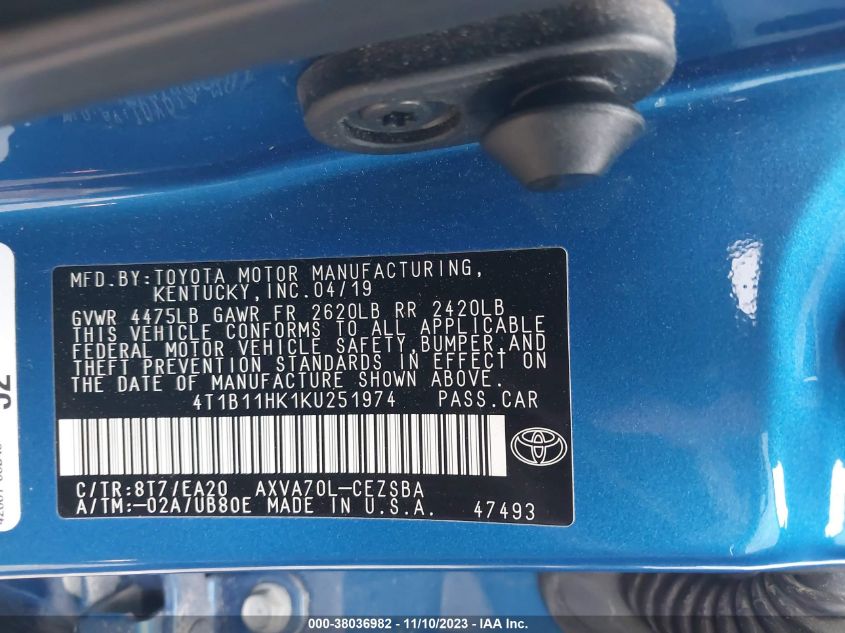 MFD.BY:TOYOTA MOTOR MANUFACTURING,
KENTUCKY,INC.04/19
GVWR 4475LB GAWR FR 2620LB RR 2420LB
THIS VEHICLE CONFORMS TO ALL APPLICABLE
FEDERAL MOTOR VEHICLE SAFETY,BUMPER,AND
THEFT PREVENTION STANDARDS IN EFFECT ON
THE DATE OF MANUFACTURE SHOWN ABOVE.
4T1B11HK1KU251974 PASS.CAR
C/TR:8T7/EA20 AXVA70L-CEZSBA
A/TM:-02A/UB80E MADE IN U.S.A. 47493
000-38036982 - 11/10/2023 - IAAI Inc.